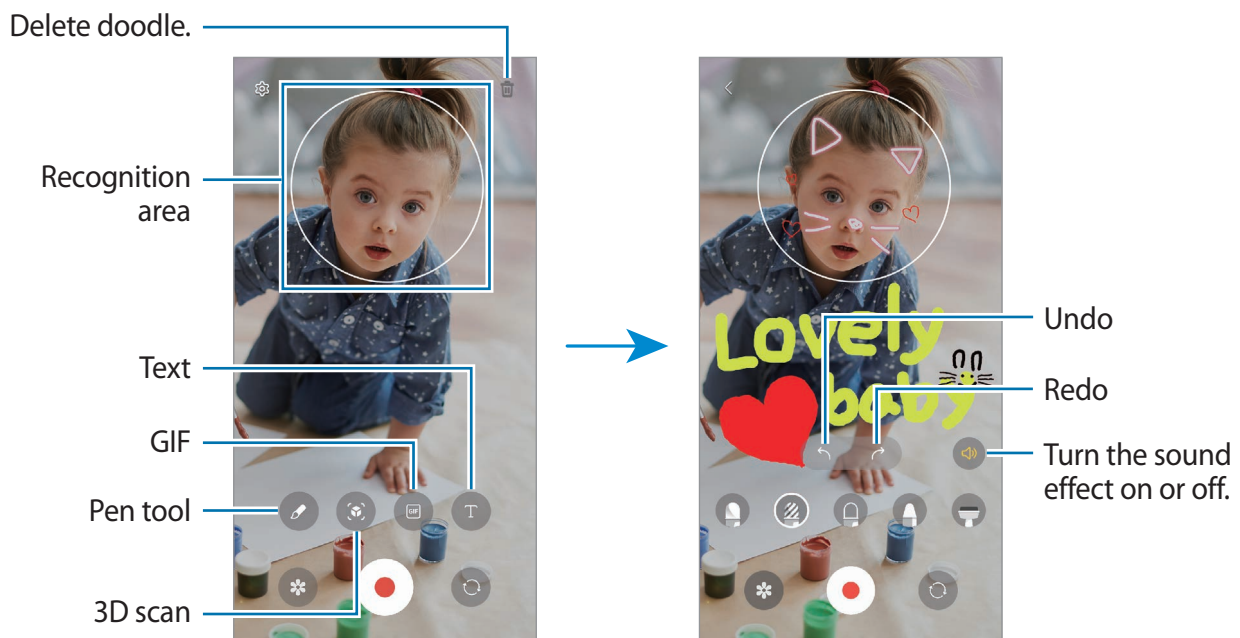 Delete doodle.
Recognition
area
Text
GIF
Pen tool
3D scan
GIF
T
Lovely
baby
Undo
Redo
Turn the sound
effect on or off.